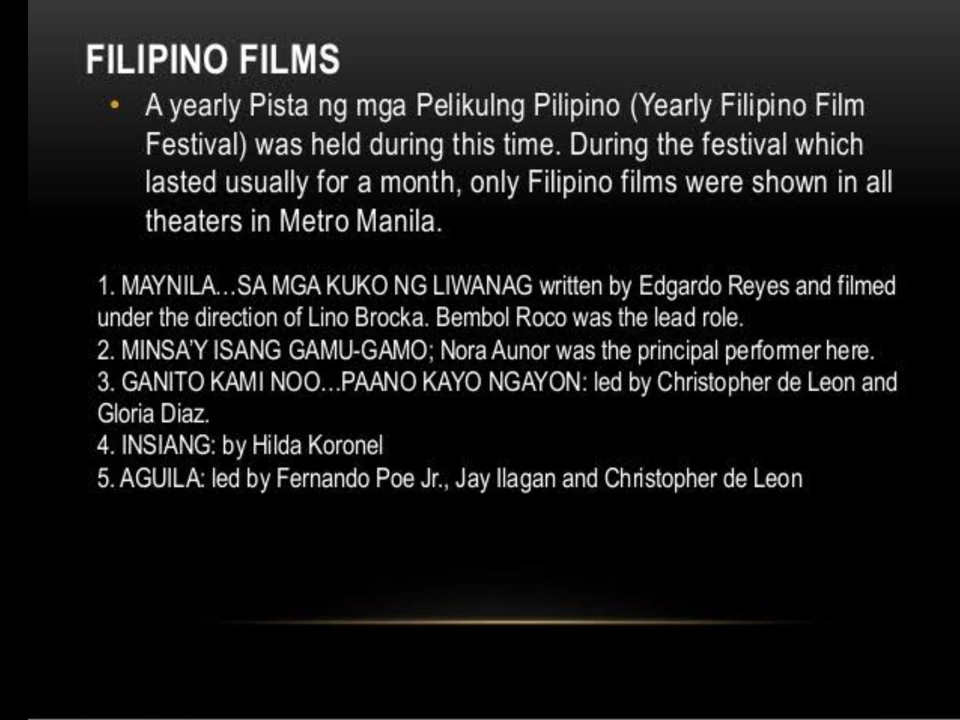 FILIPINO FILMS
• A yearly Pista ng mga Pelikulng Pilipino (Yearly Filipino Film
Festival) was held during this time. During the festival which
lasted usually for a month, only Filipino films were shown in all
theaters in Metro Manila.
1. MAYNILA…SA MGA KUKO NG LIWANAG written by Edgardo Reyes and filmed
under the direction of Lino Brocka. Bembol Roco was the lead role.
2. MINSA’Y ISANG GAMU-GAMO; Nora Aunor was the principal performer here.
3. GANITO KAMI NOO…PAANO KAYO NGAYON: led by Christopher de Leon and
Gloria Diaz.
4. INSIANG: by Hilda Koronel
5. AGUILA: led by Fernando Poe Jr., Jay Ilagan and Christopher de Leon